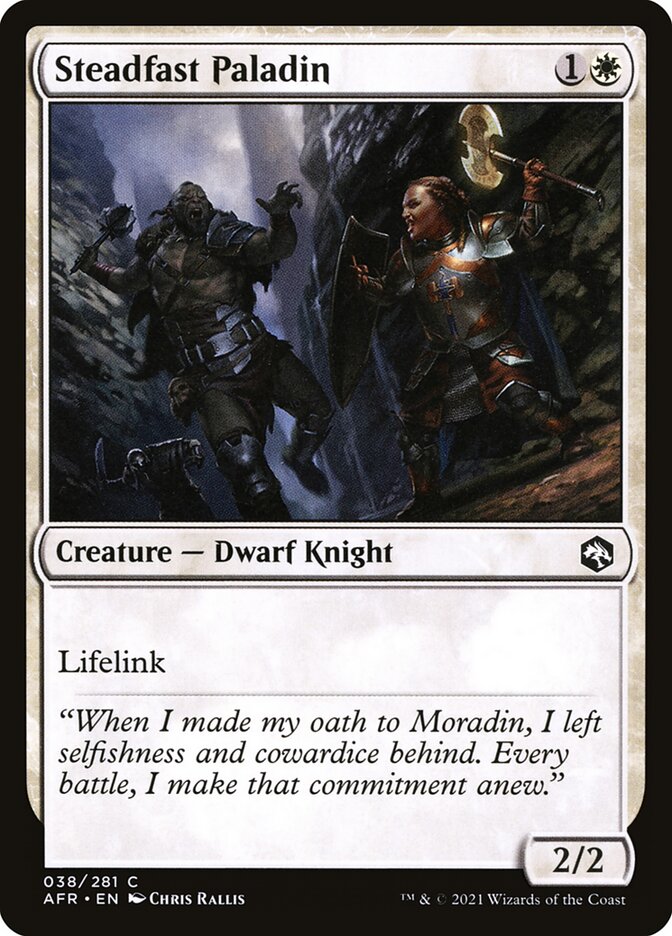 Steadfast Paladin 1
Creature — Dwarf Knight
Lifelink
“When I made my oath to Moradin, I left
selfishness and cowardice behind. Every
battle, I make that commitment anew.”
2/2
038/281 C
AFR • EN Chris Rallis
™ & © 2021 Wizards of the Coast